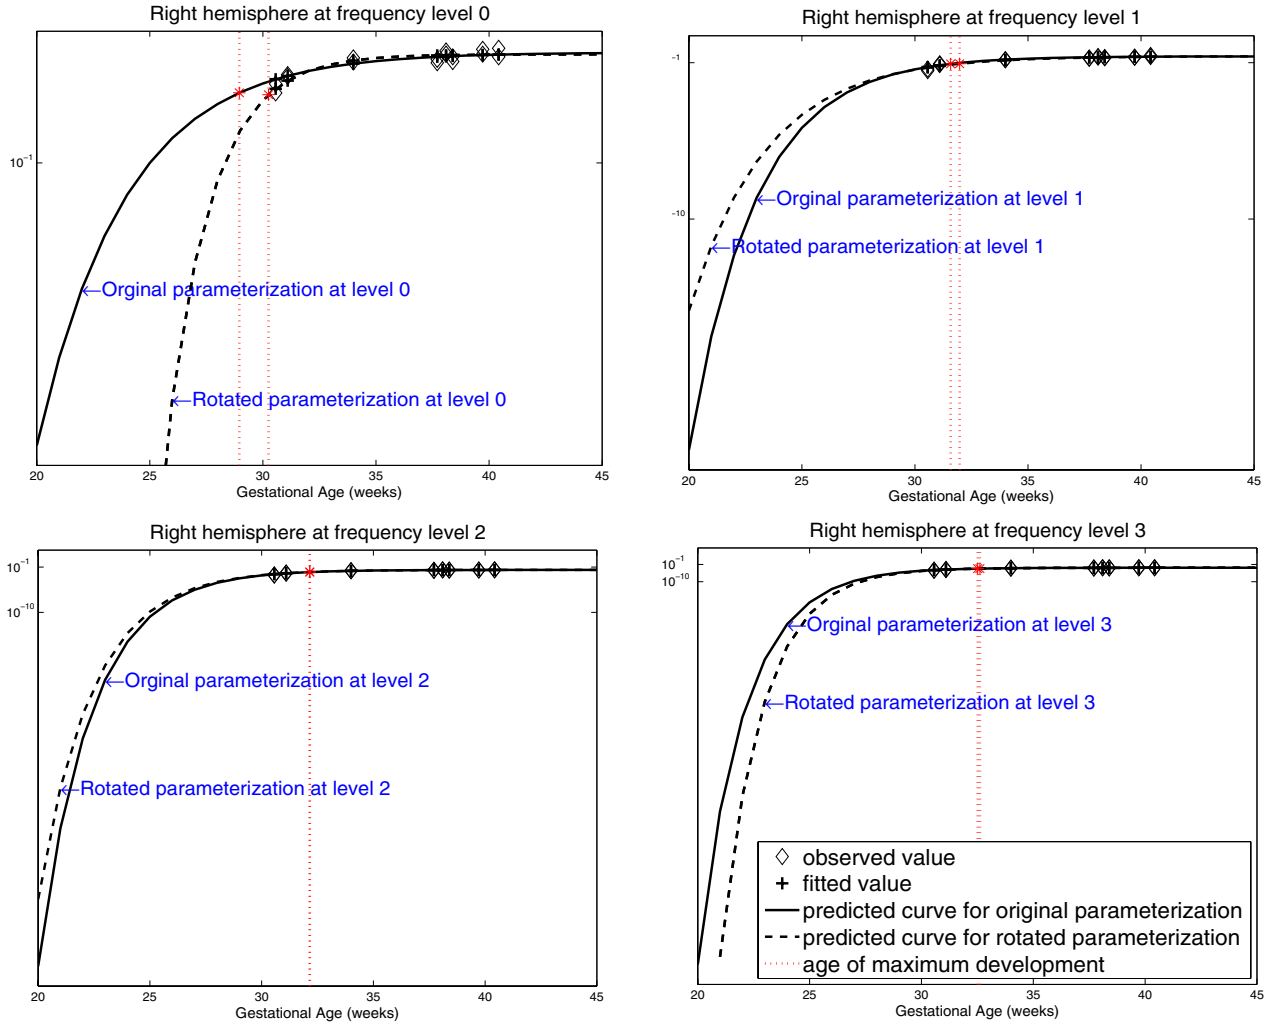 Right hemisphere at frequency level 0
10⁻¹
←Orginal parameterization at level 0
←Rotated parameterization at level 0
20 25 30 35 40 45
Gestational Age (weeks)
Right hemisphere at frequency level 1
-1
←Orginal parameterization at level 1
-10
←Rotated parameterization at level 1
20 25 30 35 40 45
Gestational Age (weeks)
Right hemisphere at frequency level 2
10⁻¹
10⁻¹⁰
←Orginal parameterization at level 2
←Rotated parameterization at level 2
20 25 30 35 40 45
Gestational Age (weeks)
Right hemisphere at frequency level 3
10⁻¹
10⁻¹⁰
←Orginal parameterization at level 3
←Rotated parameterization at level 3
observed value
fitted value
predicted curve for original parameterization
predicted curve for rotated parameterization
age of maximum development
20 25 30 35 40 45
Gestational Age (weeks)